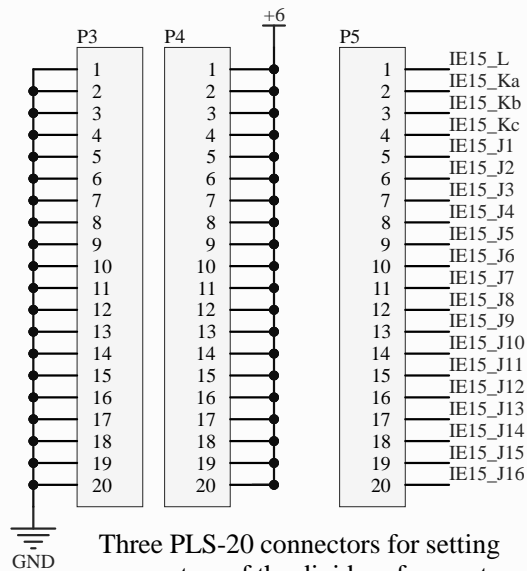 +6
P3 P4 P5
1 1 1 IE15_L
2 2 2 IE15_Ka
3 3 3 IE15_Kb
4 4 4 IE15_Kc
5 5 5 IE15_J1
6 6 6 IE15_J2
7 7 7 IE15_J3
8 8 8 IE15_J4
9 9 9 IE15_J5
10 10 10 IE15_J6
11 11 11 IE15_J7
12 12 12 IE15_J8
13 13 13 IE15_J9
14 14 14 IE15_J10
15 15 15 IE15_J11
16 16 16 IE15_J12
17 17 17 IE15_J13
18 18 18 IE15_J14
19 19 19 IE15_J15
20 20 20 IE15_J16
GND
Three PLS-20 connectors for setting
of the divider